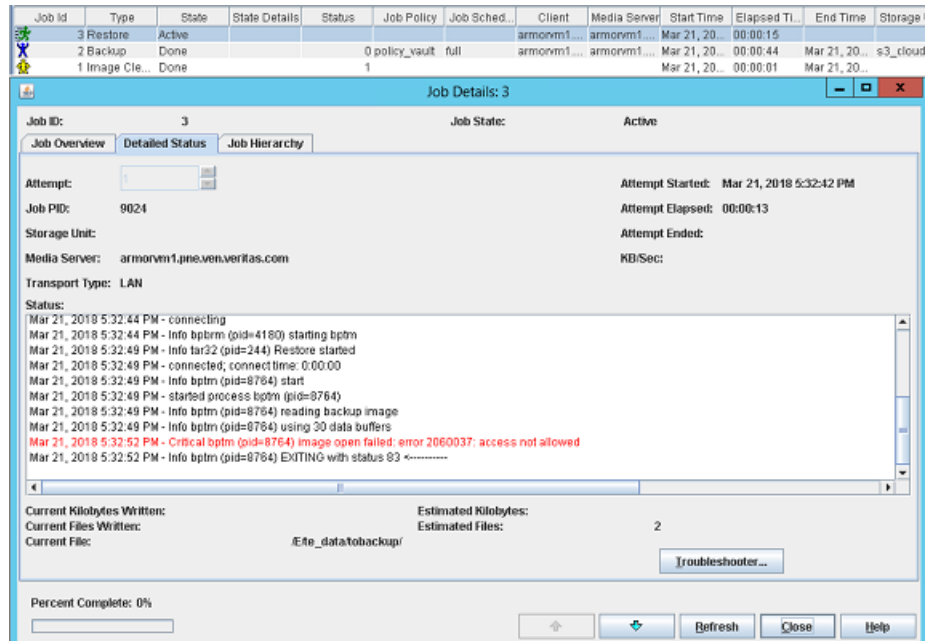 Job Id Type State State Details Status Job Policy Job Sched... Client Media Server Start Time Elapsed Ti... End Time Storage
3 Restore Active armorvm1.... armorvm1.... Mar 21, 20... 00:00:15
2 Backup Done 0 policy_vault full armorvm1.... armorvm1.... Mar 21, 20... 00:00:44 Mar 21, 20... s3_cloud
1 Image Cle... Done 1 Mar 21, 20... 00:00:01 Mar 21, 20...
Job Details: 3
Job ID: 3 Job State: Active
Job Overview Detailed Status Job Hierarchy
Attempt: 1 Attempt Started: Mar 21, 2018 5:32:42 PM
Job PID: 9024 Attempt Elapsed: 00:00:13
Storage Unit: Attempt Ended:
Media Server: armorvm1.pne.ven.veritas.com KB/Sec:
Transport Type: LAN
Status:
Mar 21, 2018 5:32:44 PM - connecting
Mar 21, 2018 5:32:44 PM - Info bpbrm (pid=4180) starting bptm
Mar 21, 2018 5:32:49 PM - Info tar32 (pid=244) Restore started
Mar 21, 2018 5:32:49 PM - connected; connect time: 0:00:00
Mar 21, 2018 5:32:49 PM - Info bptm (pid=8764) start
Mar 21, 2018 5:32:49 PM - started process bptm (pid=8764)
Mar 21, 2018 5:32:49 PM - Info bptm (pid=8764) reading backup image
Mar 21, 2018 5:32:49 PM - Info bptm (pid=8764) using 30 data buffers
Mar 21, 2018 5:32:52 PM - Critical bptm (pid=8764) image open failed: error 2060037: access not allowed
Mar 21, 2018 5:32:52 PM - Info bptm (pid=8764) EXITING with status 83 <----------
Current Kilobytes Written: Estimated Kilobytes:
Current Files Written: Estimated Files: 2
Current File: /E/te_data/tobackup/
Troubleshooter...
Percent Complete: 0%
Refresh Close Help